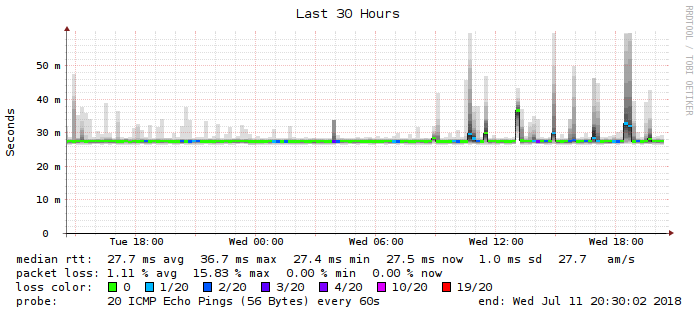 Last 30 Hours
RRDTOOL / TOBI OETIKER
Seconds
50 m
40 m
30 m
20 m
10 m
0
Tue 18:00 Wed 00:00 Wed 06:00 Wed 12:00 Wed 18:00
median rtt: 27.7 ms avg 36.7 ms max 27.4 ms min 27.5 ms now 1.0 ms sd 27.7 am/s
packet loss: 1.11 % avg 15.83 % max 0.00 % min 0.00 % now
loss color: 0 1/20 2/20 3/20 4/20 10/20 19/20
probe: 20 ICMP Echo Pings (56 Bytes) every 60s end: Wed Jul 11 20:30:02 2018